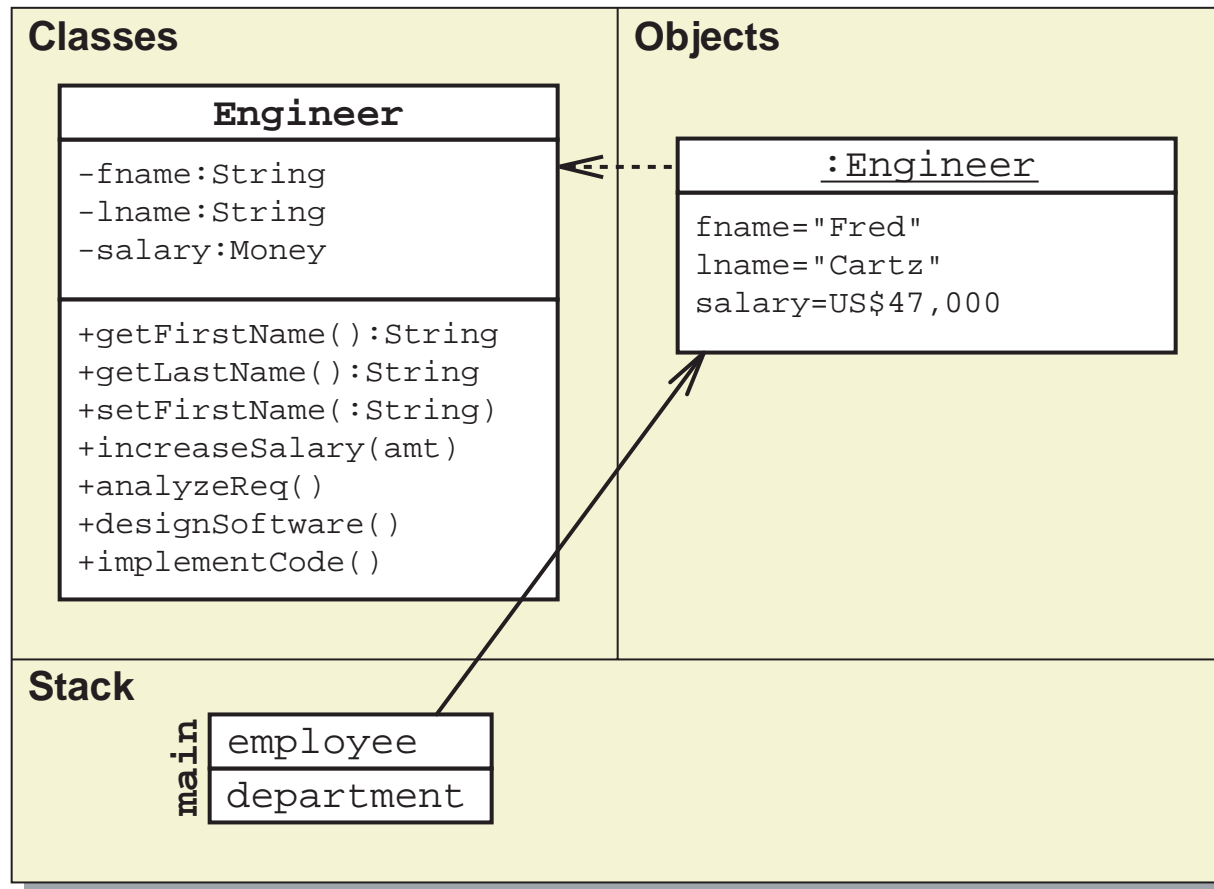 Classes
Engineer
-fname:String
-lname:String
-salary:Money
+getFirstName():String
+getLastName():String
+setFirstName(:String)
+increaseSalary(amt)
+analyzeReq()
+designSoftware()
+implementCode()
Objects
:Engineer
fname="Fred"
lname="Cartz"
salary=US$47,000
Stack
main
employee
department